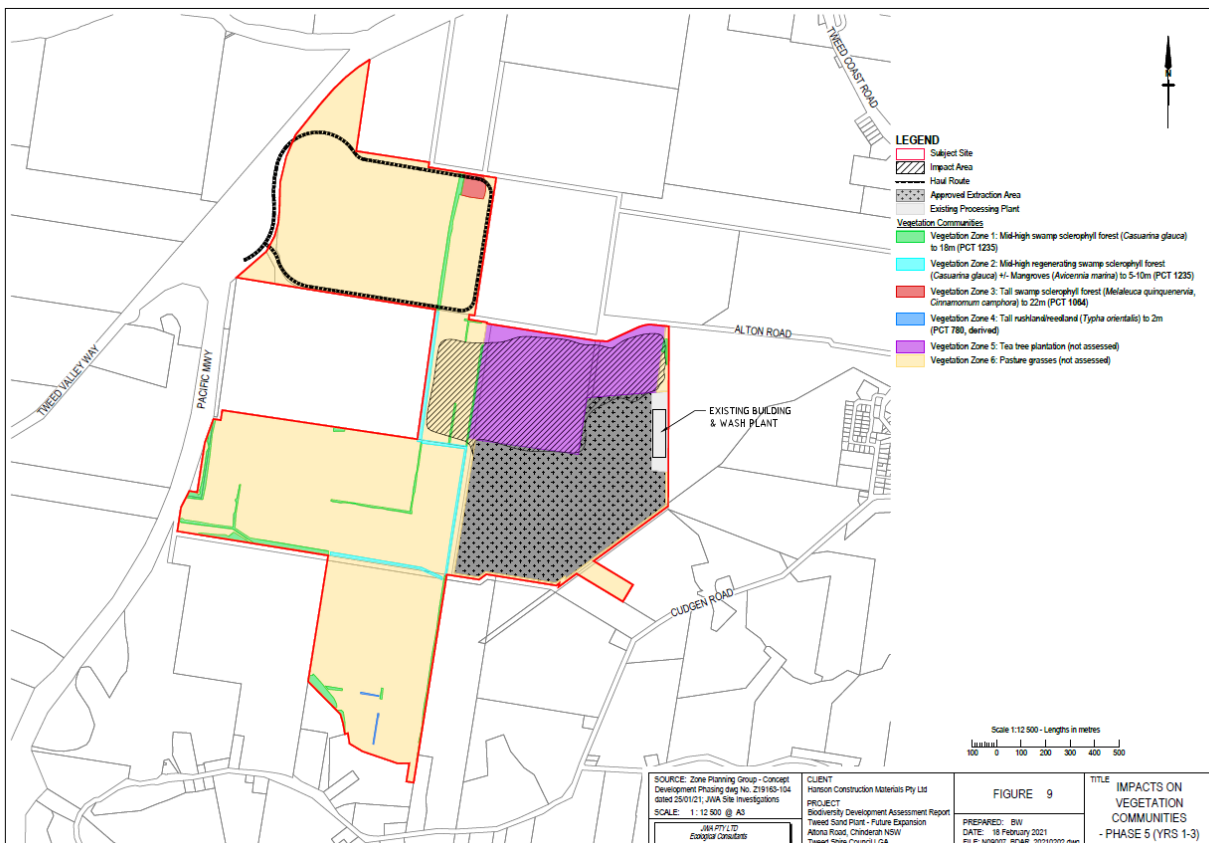 TWEED COAST ROAD
N
LEGEND
Subject Site
Impact Area
Haul Route
Approved Extraction Area
Existing Processing Plant
Vegetation Communities
Vegetation Zone 1: Mid-high swamp sclerophyll forest (Casuarina glauca)
to 18m (PCT 1235)
Vegetation Zone 2: Mid-high regenerating swamp sclerophyll forest
(Casuarina glauca) +/- Mangroves (Avicennia marina) to 5-10m (PCT 1235)
Vegetation Zone 3: Tall swamp sclerophyll forest (Melaleuca quinquenervia,
Cinnamomum camphora) to 22m (PCT 1064)
Vegetation Zone 4: Tall rushland/reedland (Typha orientalis) to 2m
(PCT 780, derived)
Vegetation Zone 5: Tea tree plantation (not assessed)
Vegetation Zone 6: Pasture grasses (not assessed)
ALTON ROAD
TWEED VALLEY WAY
PACIFIC MWY
EXISTING BUILDING
& WASH PLANT
CUDGEN ROAD
Scale 1:12 500 - Lengths in metres
100 0 100 200 300 400 500
SOURCE: Zone Planning Group - Concept
Development Phasing dwg No. Z19163-104
dated 25/01/21; JWA Site Investigations
SCALE: 1 : 12 500 @ A3
JWA PTY LTD
Ecological Consultants
CLIENT
Hanson Construction Materials Pty Ltd
PROJECT
Biodiversity Development Assessment Report
Tweed Sand Plant - Future Expansion
Altona Road, Chinderah NSW
Tweed Shire Council LGA
FIGURE 9
PREPARED: BW
DATE: 18 February 2021
FILE: N09007_BDAR_20210202.dwg
TITLE
IMPACTS ON
VEGETATION
COMMUNITIES
- PHASE 5 (YRS 1-3)